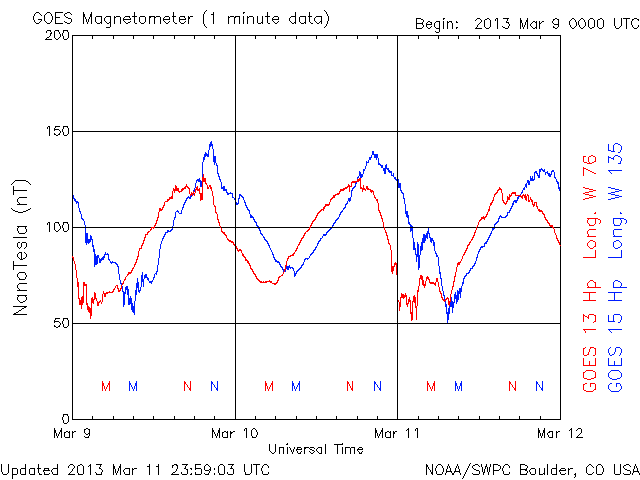 GOES Magnetometer (1 minute data)
Begin: 2013 Mar 9 0000 UTC
200
150
100
50
0
NanoTesla (nT)
M M N N M M N N M M N N
Mar 9 Mar 10 Mar 11 Mar 12
Universal Time
GOES 13 Hp Long. W 76
GOES 15 Hp Long. W 135
Updated 2013 Mar 11 23:59:03 UTC
NOAA/SWPC Boulder, CO USA